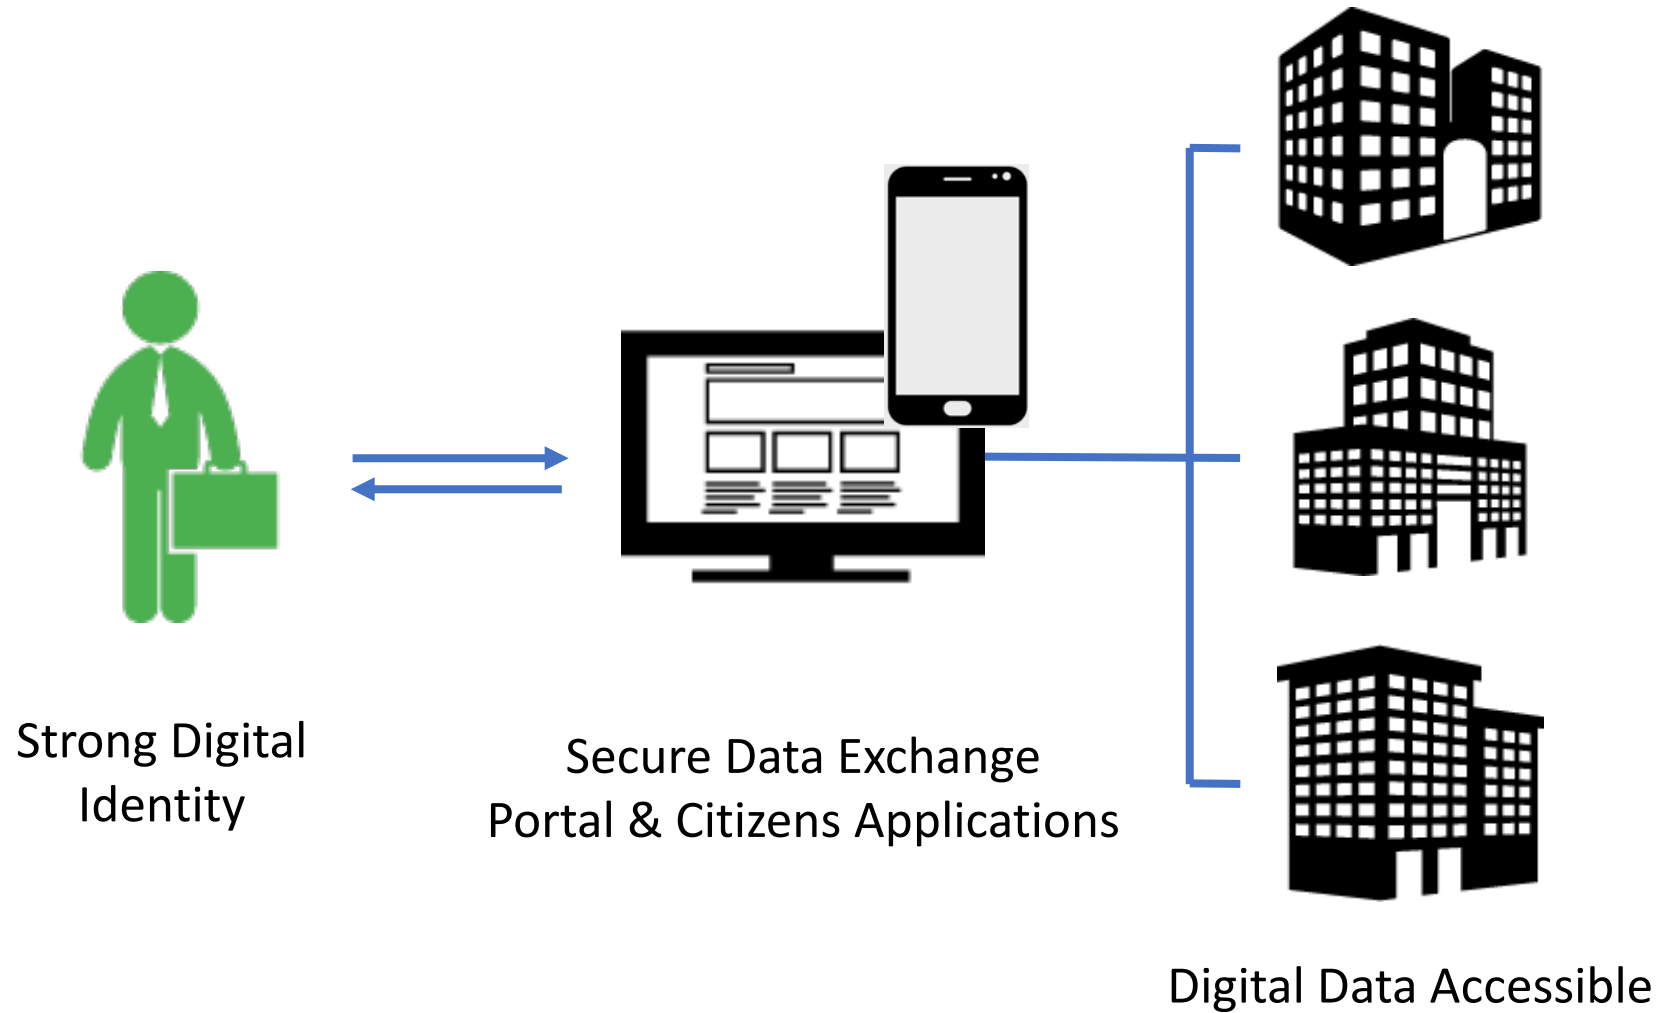 Strong Digital
Identity
Secure Data Exchange
Portal & Citizens Applications
Digital Data Accessible